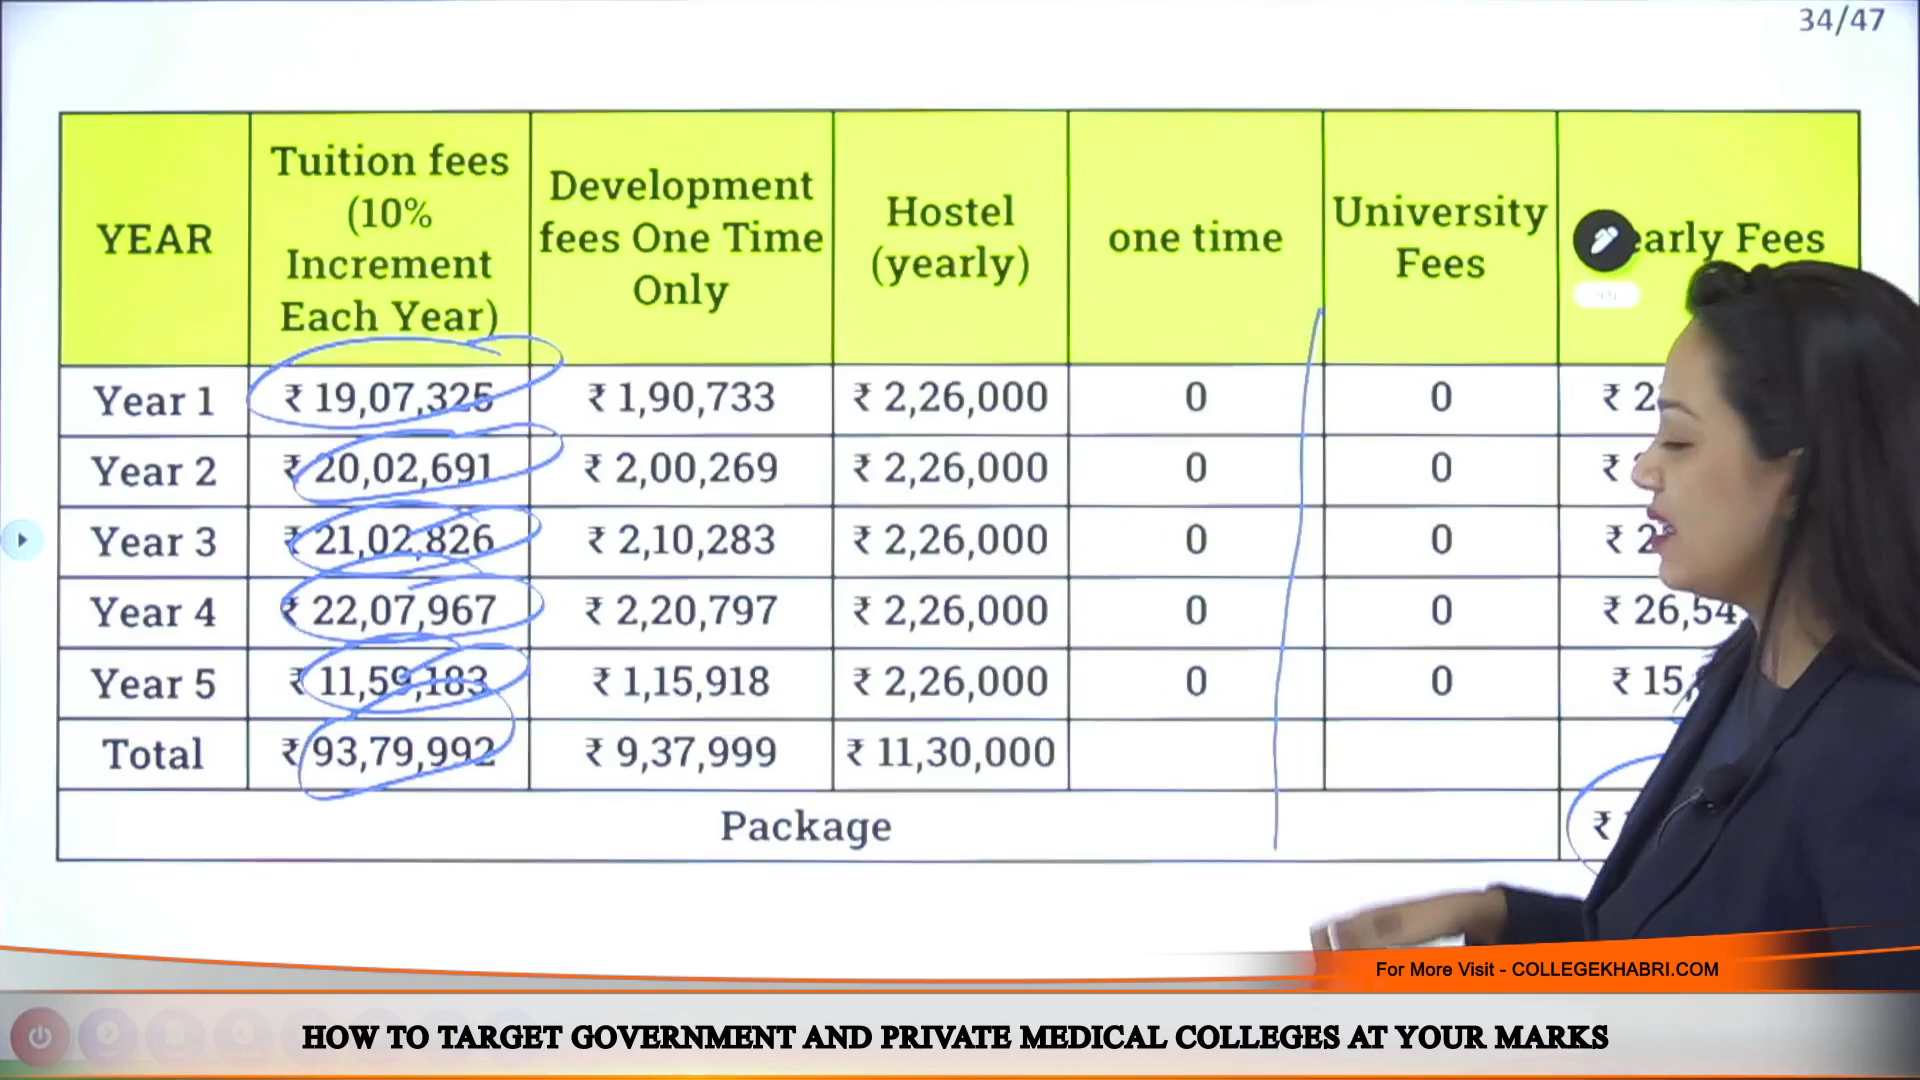 34/47
YEAR
Tuition fees
(10%
Increment
Each Year)
Development
fees One Time
Only
Hostel
(yearly)
one time
University
Fees
Fees
Year 1 ₹ 19,07,325 ₹ 1,90,733 ₹ 2,26,000 0 0 ₹
Year 2 ₹ 20,02,691 ₹ 2,00,269 ₹ 2,26,000 0 0 ₹
Year 3 ₹ 21,02,826 ₹ 2,10,283 ₹ 2,26,000 0 0 ₹
Year 4 ₹ 22,07,967 ₹ 2,20,797 ₹ 2,26,000 0 0 ₹ 26,54
Year 5 ₹ 11,59,183 ₹ 1,15,918 ₹ 2,26,000 0 0 ₹ 15,
Total ₹ 93,79,992 ₹ 9,37,999 ₹ 11,30,000
Package ₹
For More Visit - COLLEGEKHABRI.COM
HOW TO TARGET GOVERNMENT AND PRIVATE MEDICAL COLLEGES AT YOUR MARKS